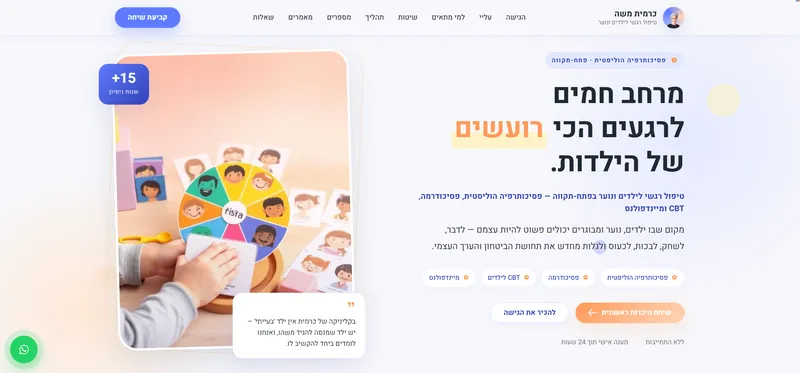 כרמית משה
טיפול רגשי לילדים ונוער
הגישה
עליי
למי מתאים
שיטות
תהליך
מספרים
מאמרים
שאלות
קביעת שיחה
פסיכותרפיה הוליסטית · פתח-תקווה
מרחב חמים
לרגעים הכי רועשים
של הילדות.
טיפול רגשי לילדים ונוער בפתח-תקווה — פסיכותרפיה הוליסטית, פסיכודרמה,
CBT ומיינדפולנס
מקום שבו ילדים, נוער ומבוגרים יכולים פשוט להיות עצמם — לדבר,
לשחק, לבכות, לכעוס ולגלות מחדש את תחושת הביטחון והערך העצמי.
פסיכותרפיה הוליסטית
פסיכודרמה
CBT לילדים
מיינדפולנס
שיחת היכרות ראשונית
להכיר את הגישה
ללא התחייבות
מענה אישי תוך 24 שעות
15+
שנות ניסיון
"
בקליניקה של כרמית אין ילד 'בעייתי' –
יש ילד שמנסה להגיד משהו, ואנחנו
לומדים ביחד להקשיב לו.